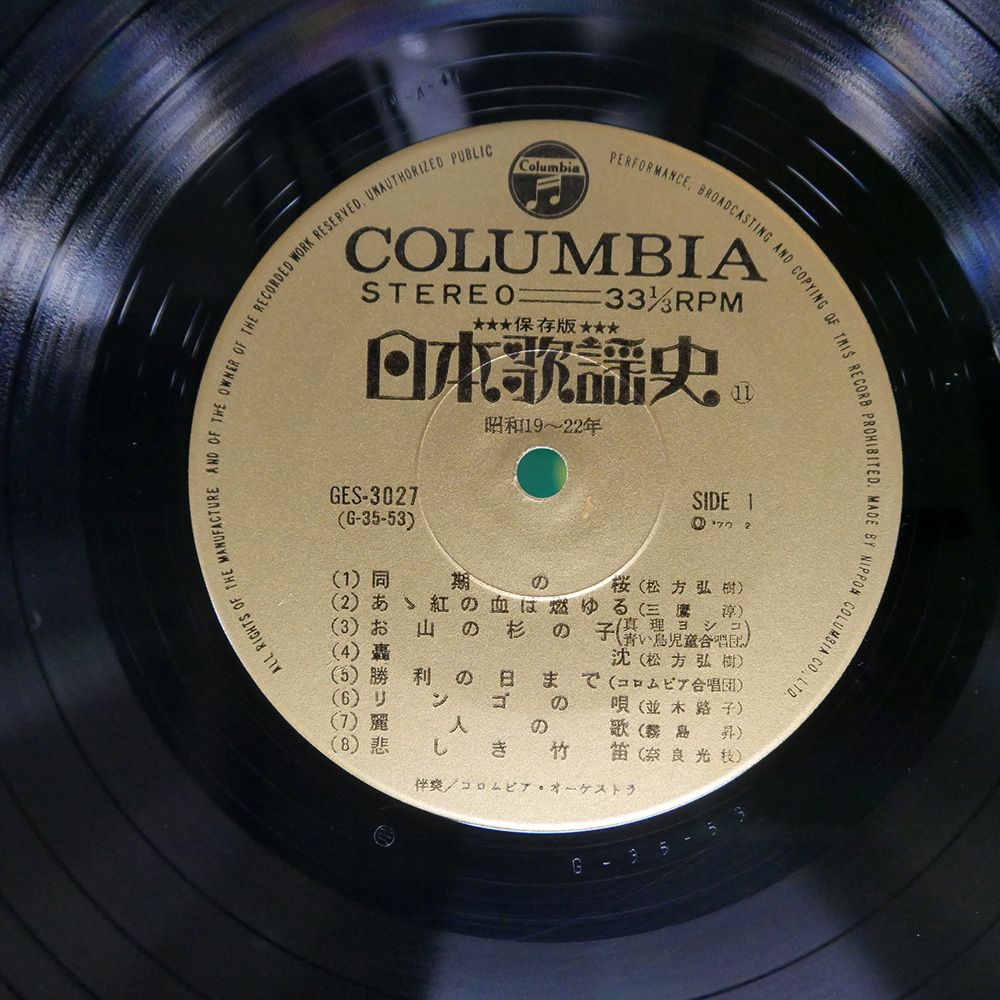 Columbia
ALL RIGHTS OF THE MANUFACTURE AND OF THE OWNER OF THE RECORDED WORK RESERVED. UNAUTHORIZED PUBLIC PERFORMANCE, BROADCASTING AND COPYING OF THIS RECORD PROHIBITED. MADE BY NIPPON COLUMBIA CO. LTD
COLUMBIA
STEREO 33 1/3 RPM
★★★保存版★★★
日本歌謡史 ⑪
昭和19～22年
GES-3027 SIDE 1
(G-35-53) Ⓟ
(1) 同期の桜 (松方弘樹)
(2) あゝ紅の血は燃ゆる (三鷹淳)
(3) お山の杉の子 (真理ヨシコ 青い鳥児童合唱団)
(4) 轟沈 (松方弘樹)
(5) 勝利の日まで (コロムビア合唱団)
(6) リンゴの唄 (並木路子)
(7) 麗人の歌 (霧島昇)
(8) 悲しき竹笛 (奈良光枝)
伴奏/コロムビア・オーケストラ
G-35-53